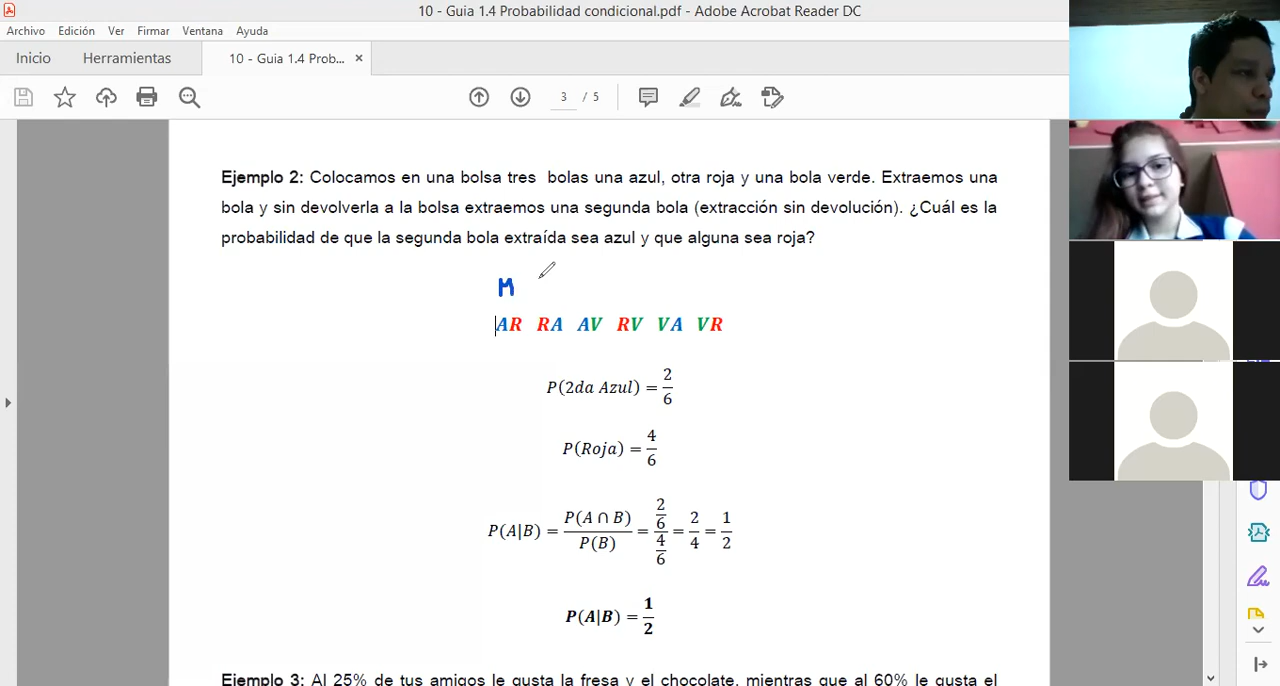 10 - Guia 1.4 Probabilidad condicional.pdf - Adobe Acrobat Reader DC
Archivo Edición Ver Firmar Ventana Ayuda
Inicio Herramientas 10 - Guia 1.4 Prob... ×
3 / 5
Ejemplo 2: Colocamos en una bolsa tres bolas una azul, otra roja y una bola verde. Extraemos una
bola y sin devolverla a la bolsa extraemos una segunda bola (extracción sin devolución). ¿Cuál es la
probabilidad de que la segunda bola extraída sea azul y que alguna sea roja?
M
AR RA AV RV VA VR
P(2da Azul) = 2/6
P(Roja) = 4/6
P(A|B) = P(A ∩ B)/P(B) = (2/6)/(4/6) = 2/4 = 1/2
P(A|B) = 1/2
Ejemplo 3: Al 25% de tus amigos le gusta la fresa y el chocolate, mientras que al 60% le gusta el